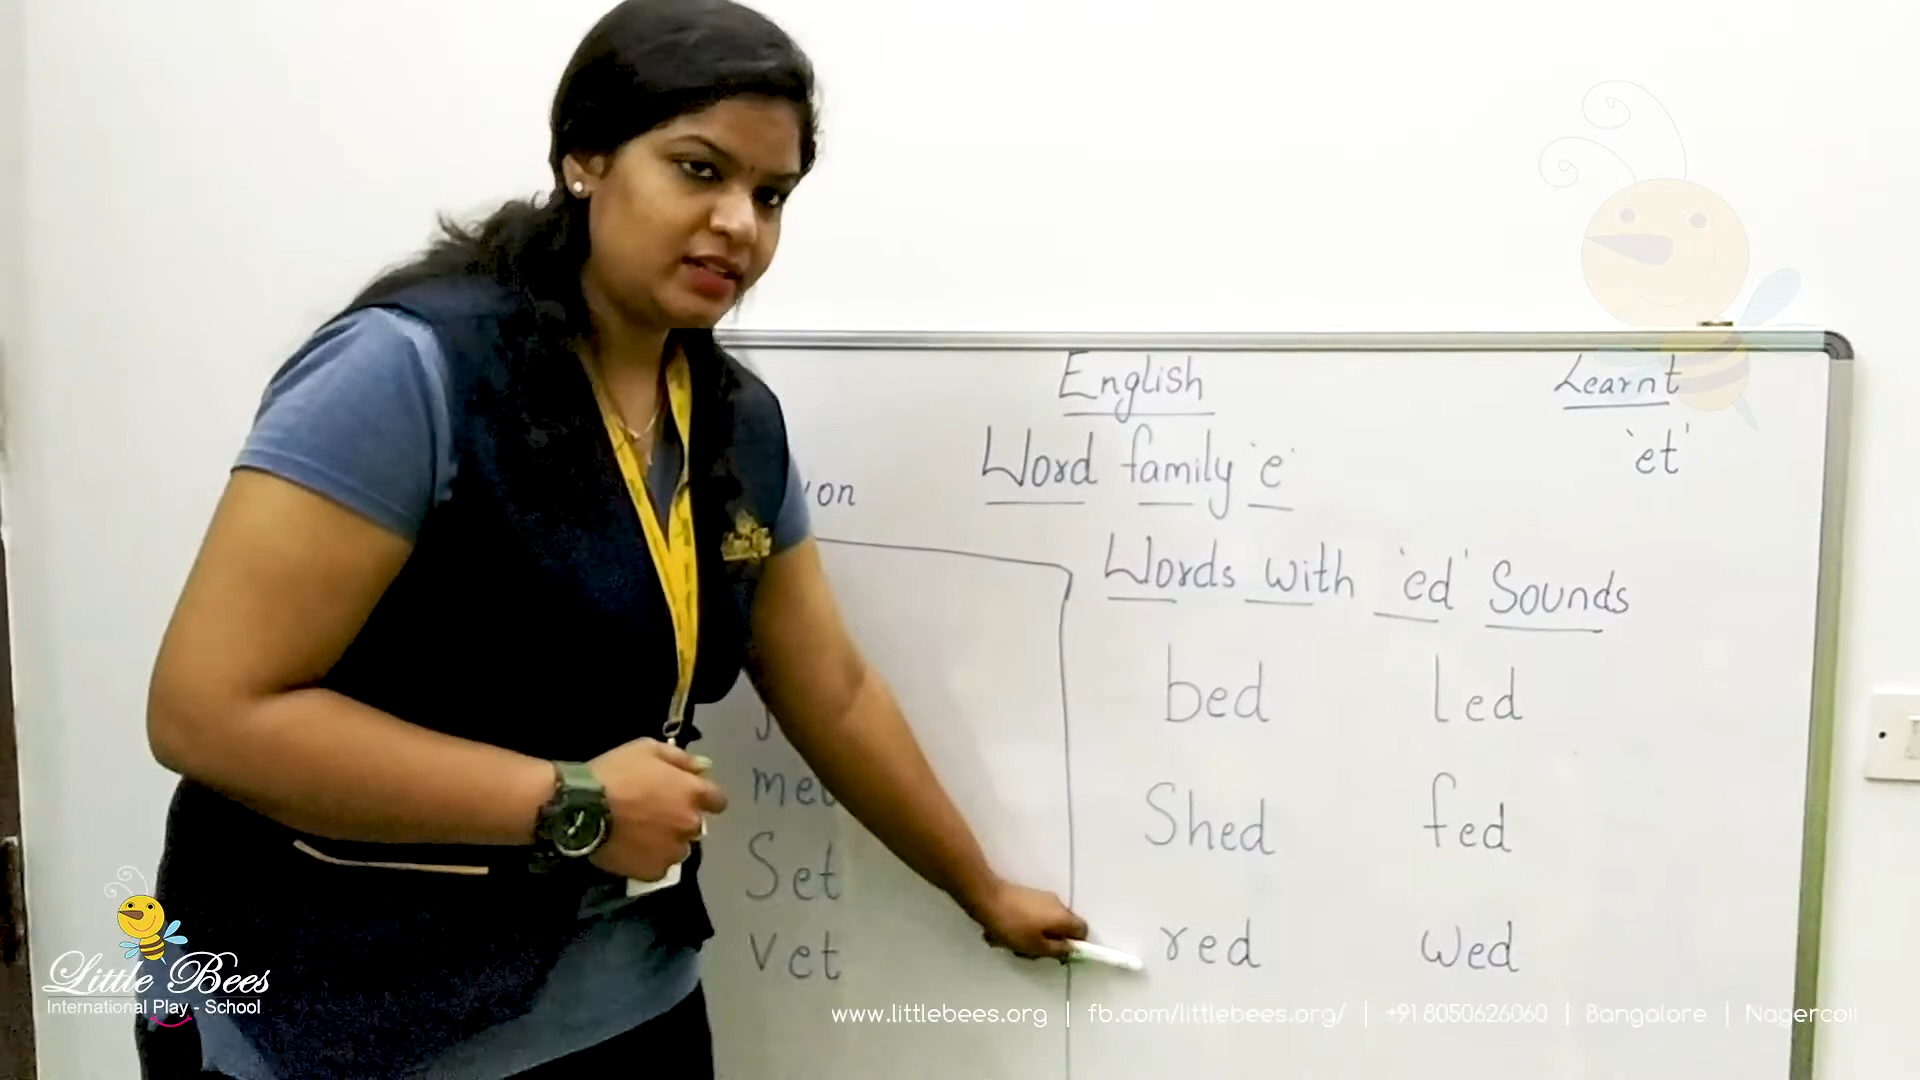 English
Learnt
Word family 'e'
'et'
Words with 'ed' Sounds
bed led
Shed fed
Set
red wed
vet
Little Bees
International Play - School
www.littlebees.org | fb.com/littlebees.org/ | +91 8050626060 | Bangalore | Nagercoil